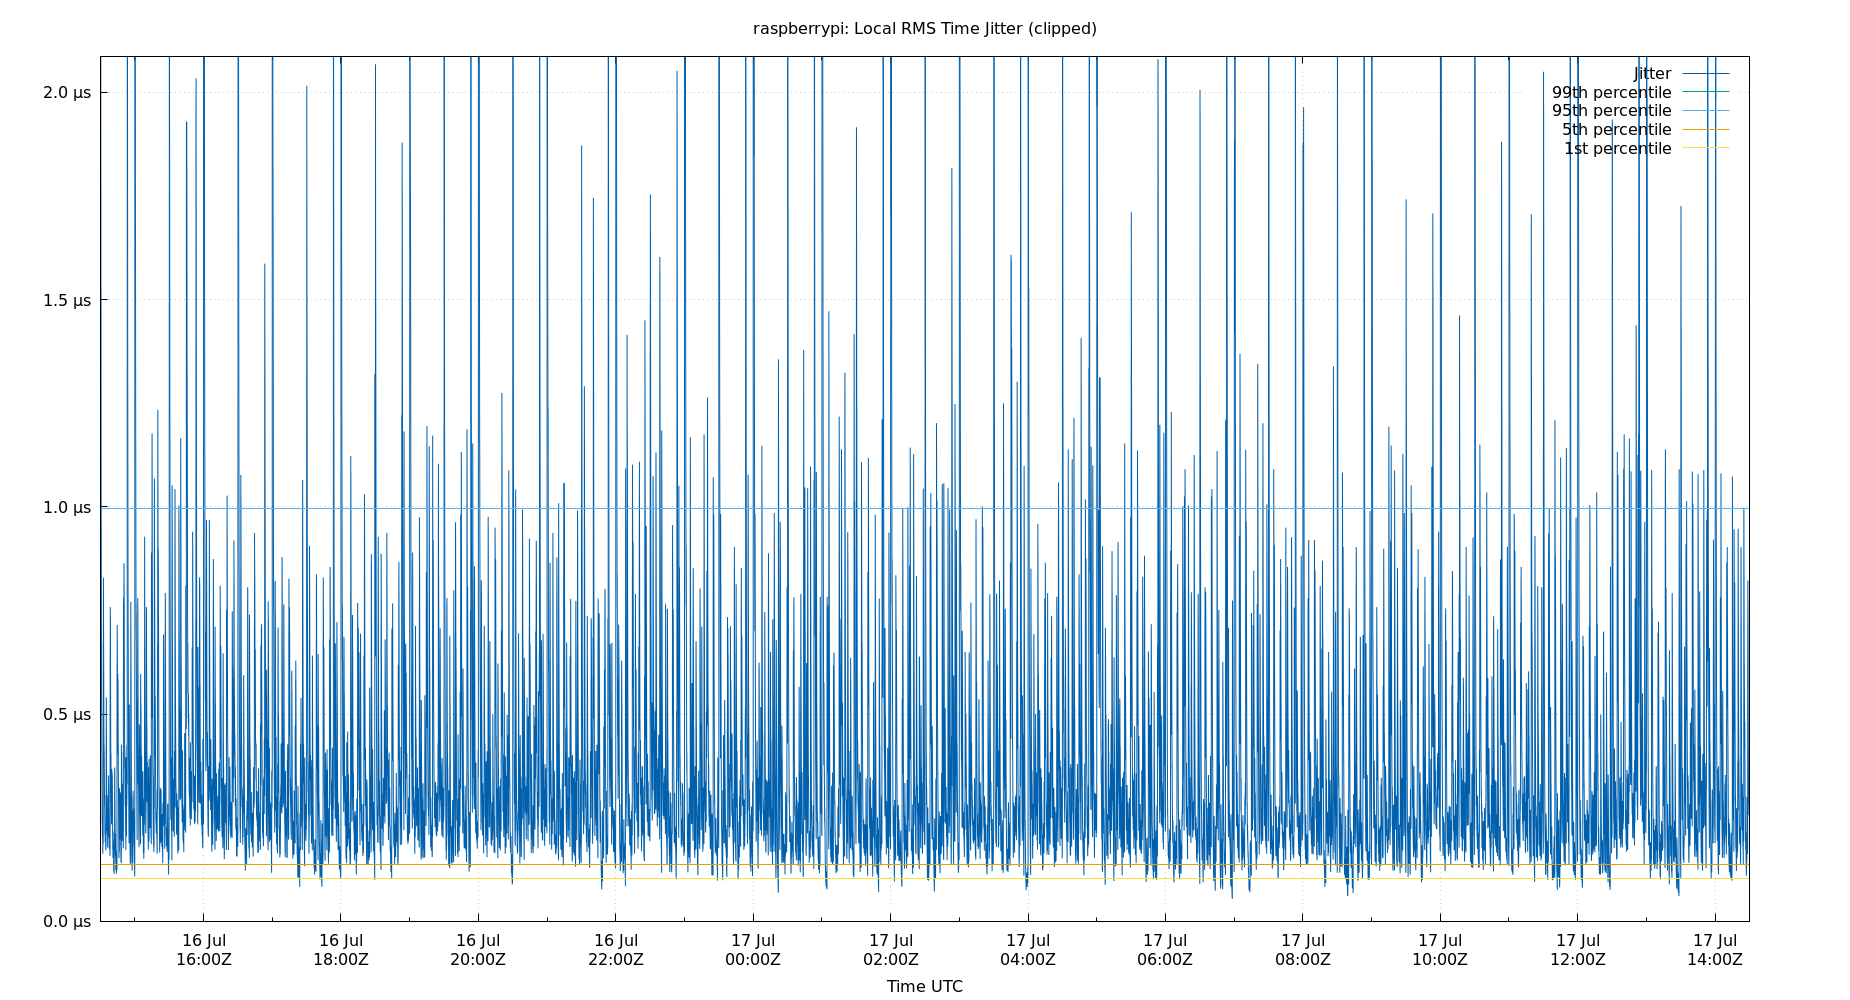 raspberrypi: Local RMS Time Jitter (clipped)
Jitter
99th percentile
95th percentile
5th percentile
1st percentile
2.0 µs
1.5 µs
1.0 µs
0.5 µs
0.0 µs
16 Jul
16:00Z
16 Jul
18:00Z
16 Jul
20:00Z
16 Jul
22:00Z
17 Jul
00:00Z
17 Jul
02:00Z
17 Jul
04:00Z
17 Jul
06:00Z
17 Jul
08:00Z
17 Jul
10:00Z
17 Jul
12:00Z
17 Jul
14:00Z
Time UTC